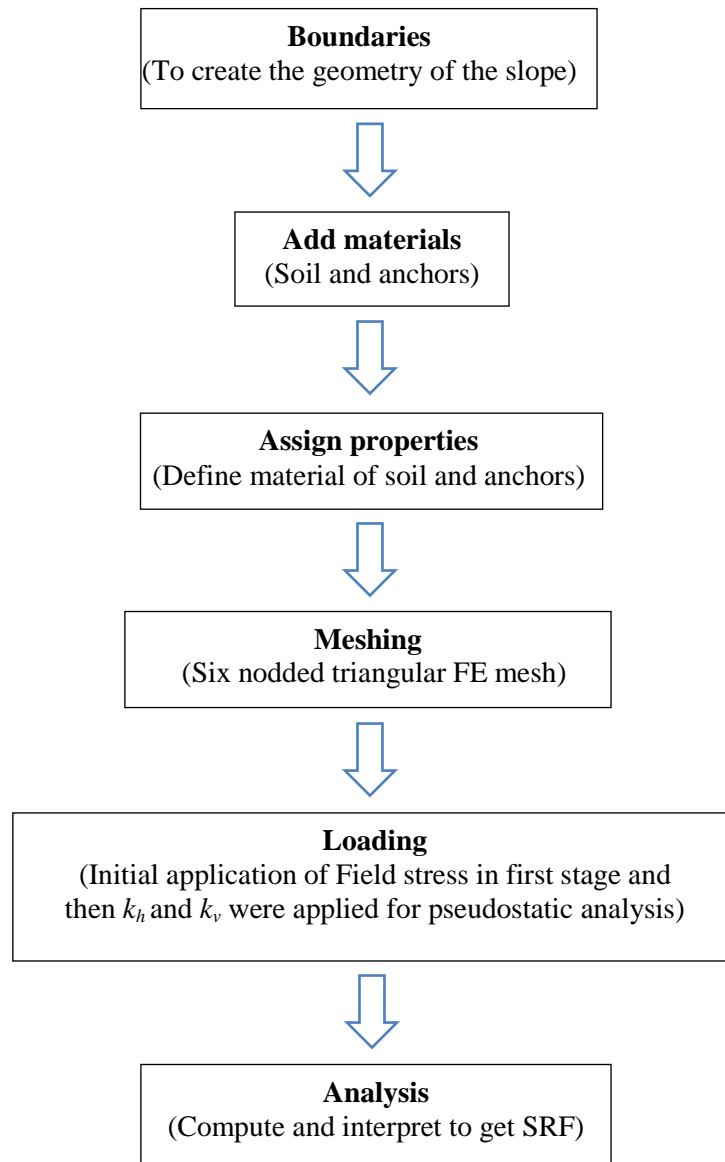 Boundaries
(To create the geometry of the slope)
Add materials
(Soil and anchors)
Assign properties
(Define material of soil and anchors)
Meshing
(Six nodded triangular FE mesh)
Loading
(Initial application of Field stress in first stage and
then k_h and k_v were applied for pseudostatic analysis)
Analysis
(Compute and interpret to get SRF)